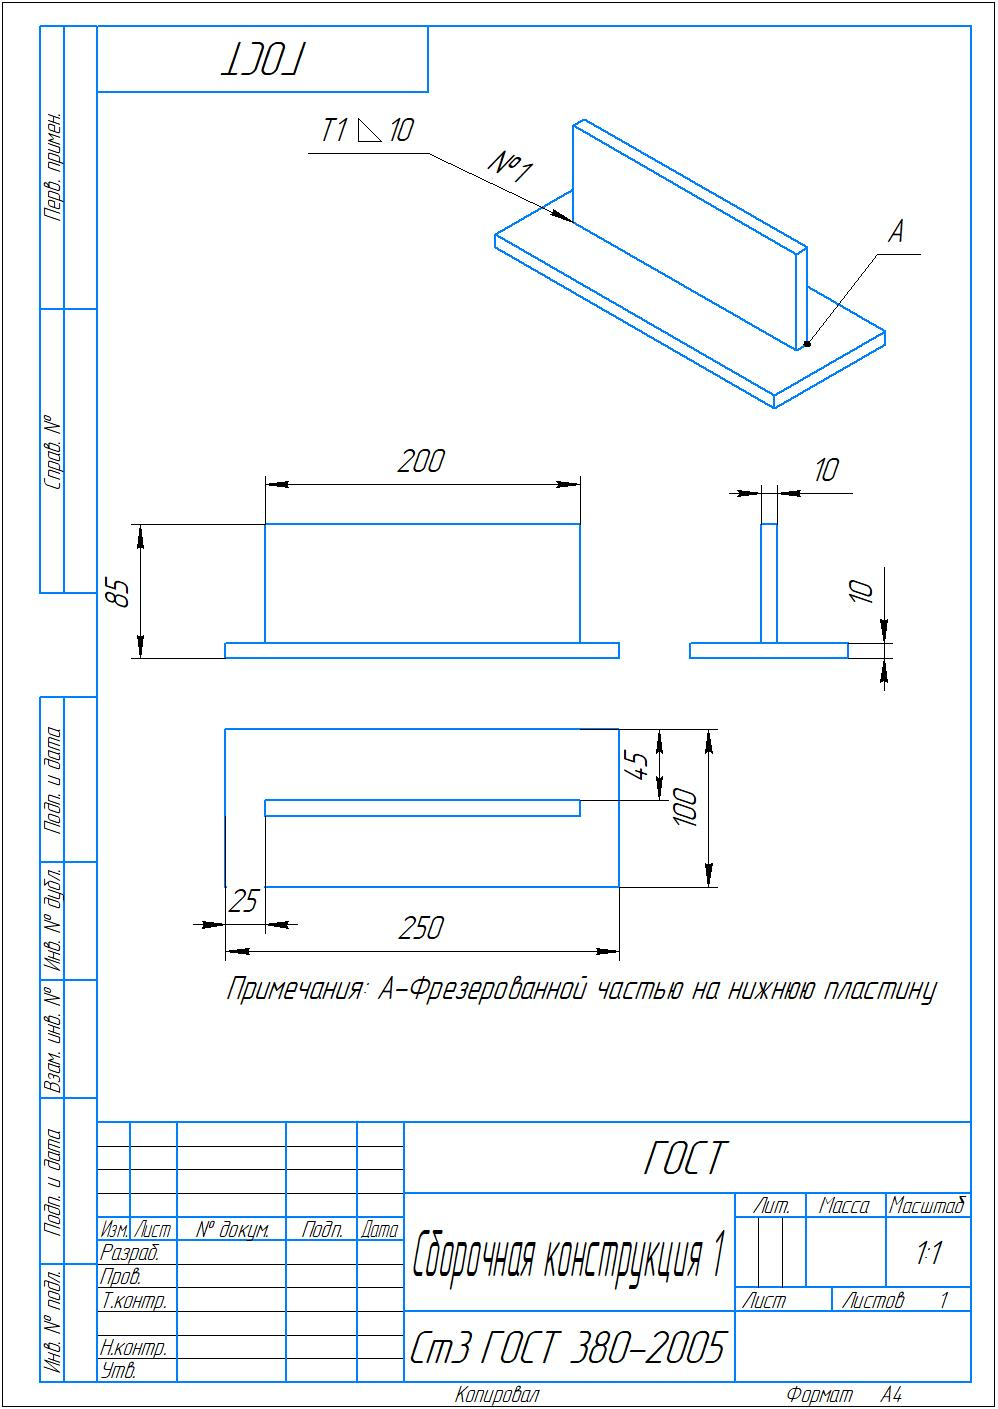 ГОСТ
Перв. примен.
Справ. №
Т1 10
№1
А
200
10
85
10
45
100
25
250
Примечания: А-Фрезерованной частью на нижнюю пластину
Подп. и дата
Инв. № дубл.
Взам. инв. №
Подп. и дата
Инв. № подл.
ГОСТ
Изм. Лист № докум. Подп. Дата
Разраб.
Пров.
Т.контр.
Н.контр.
Утв.
Сборочная конструкция 1
Лит. Масса Масштаб
1:1
Лист Листов 1
Ст3 ГОСТ 380-2005
Копировал Формат А4